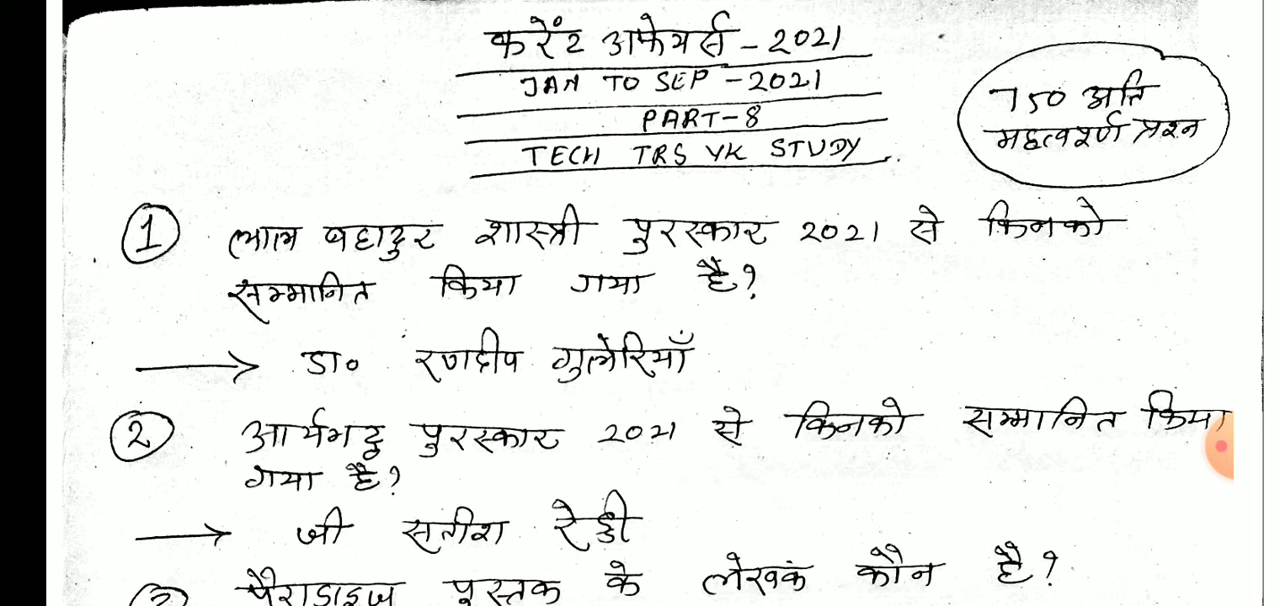 करेंट अफेयर्स - 2021
JAN TO SEP - 2021
PART-8
TECH TRS YK STUDY
750 अति
महत्वपूर्ण प्रश्न
① लाल बहादुर शास्त्री पुरस्कार 2021 से किनको
सम्मानित किया गया है?
→ डा० रणदीप गुलेरियाँ
② आर्यभट्ट पुरस्कार 2021 से किनको सम्मानित किया
गया है?
→ जी सतीश रेड्डी
③ पैराडाइज पुस्तक के लेखक कौन है?